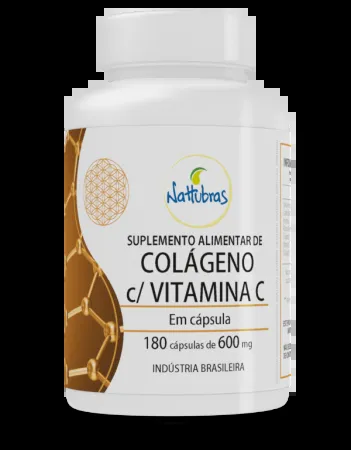 Nattubras
SUPLEMENTO ALIMENTAR DE
COLÁGENO
c/ VITAMINA C
Em cápsula
180 cápsulas de 600 mg
INDÚSTRIA BRASILEIRA